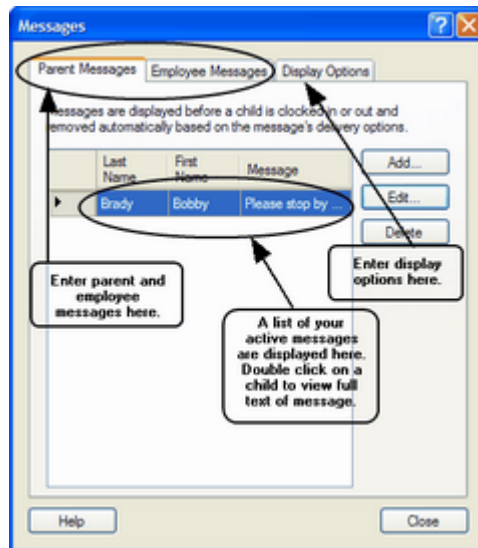 Messages
Parent Messages Employee Messages Display Options
Messages are displayed before a child is clocked in or out and
removed automatically based on the message's delivery options.
Last Name First Name Message
Brady Bobby Please stop by ...
Add...
Edit...
Delete
Enter parent and
employee
messages here.
Enter display
options here.
A list of your
active messages
are displayed here.
Double click on a
child to view full
text of message.
Help Close